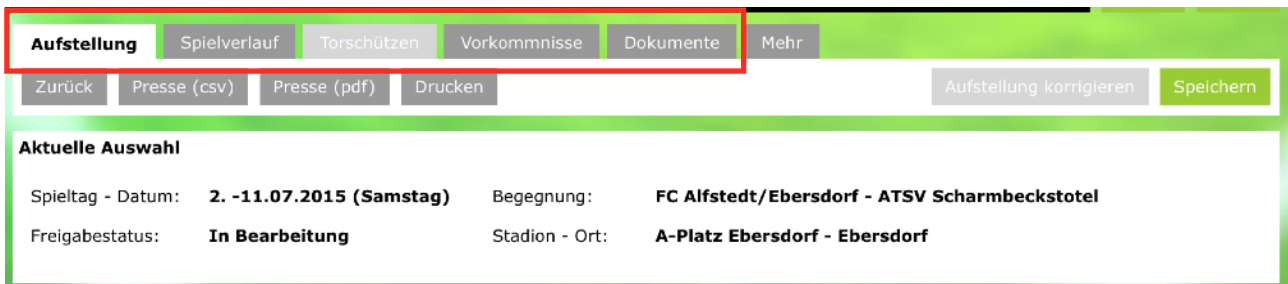 Aufstellung Spielverlauf Torschützen Vorkommnisse Dokumente Mehr
Zurück Presse (csv) Presse (pdf) Drucken Aufstellung korrigieren Speichern
Aktuelle Auswahl
Spieltag - Datum: 2. -11.07.2015 (Samstag) Begegnung: FC Alfstedt/Ebersdorf - ATSV Scharmbeckstotel
Freigabestatus: In Bearbeitung Stadion - Ort: A-Platz Ebersdorf - Ebersdorf